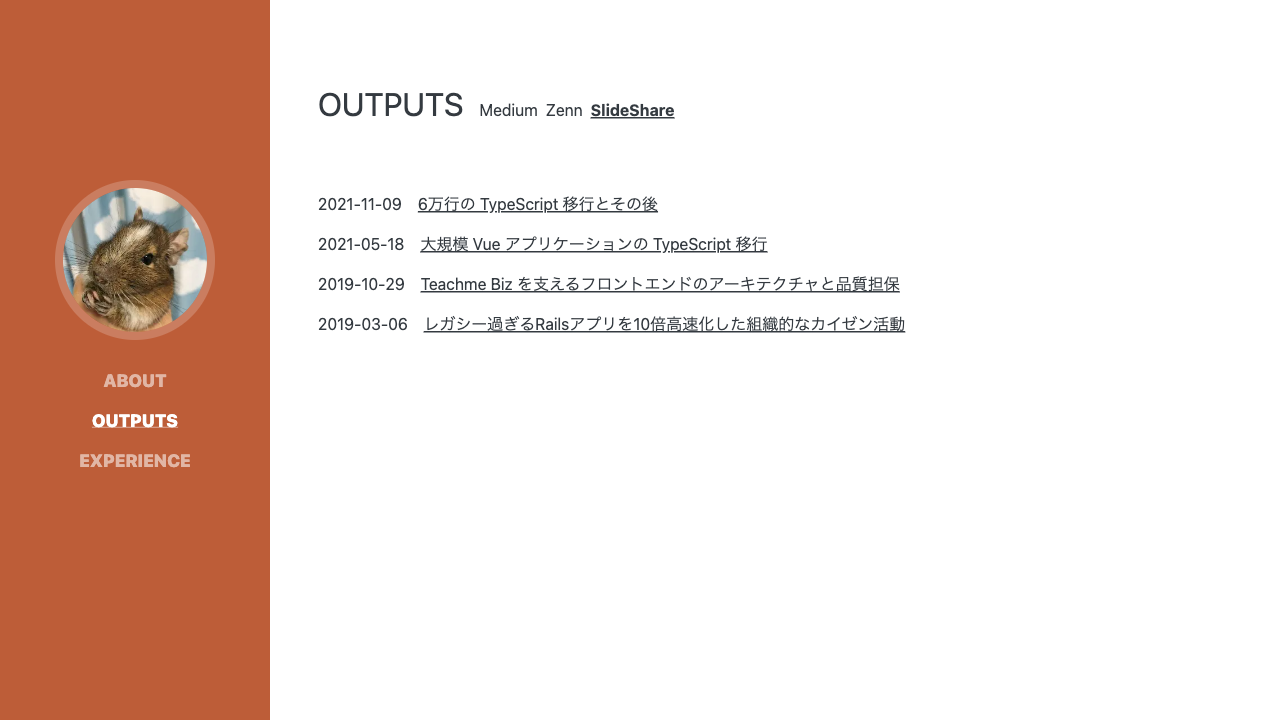 ABOUT
OUTPUTS
EXPERIENCE
OUTPUTS Medium Zenn SlideShare
2021-11-09 6万行の TypeScript 移行とその後
2021-05-18 大規模 Vue アプリケーションの TypeScript 移行
2019-10-29 Teachme Biz を支えるフロントエンドのアーキテクチャと品質担保
2019-03-06 レガシー過ぎるRailsアプリを10倍高速化した組織的なカイゼン活動